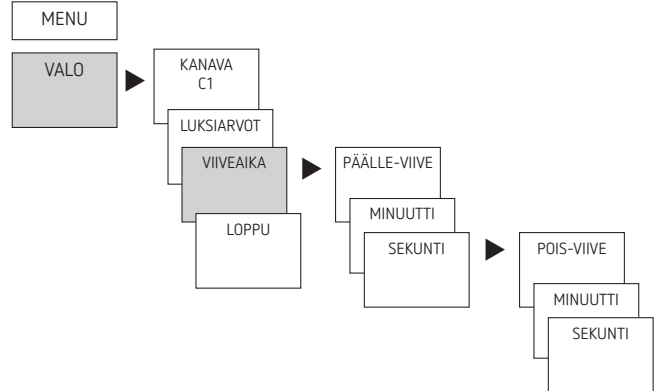 MENU
VALO
KANAVA
C1
LUKSIARVOT
VIIVEAIKA
LOPPU
PÄÄLLE-VIIVE
MINUUTTI
SEKUNTI
POIS-VIIVE
MINUUTTI
SEKUNTI